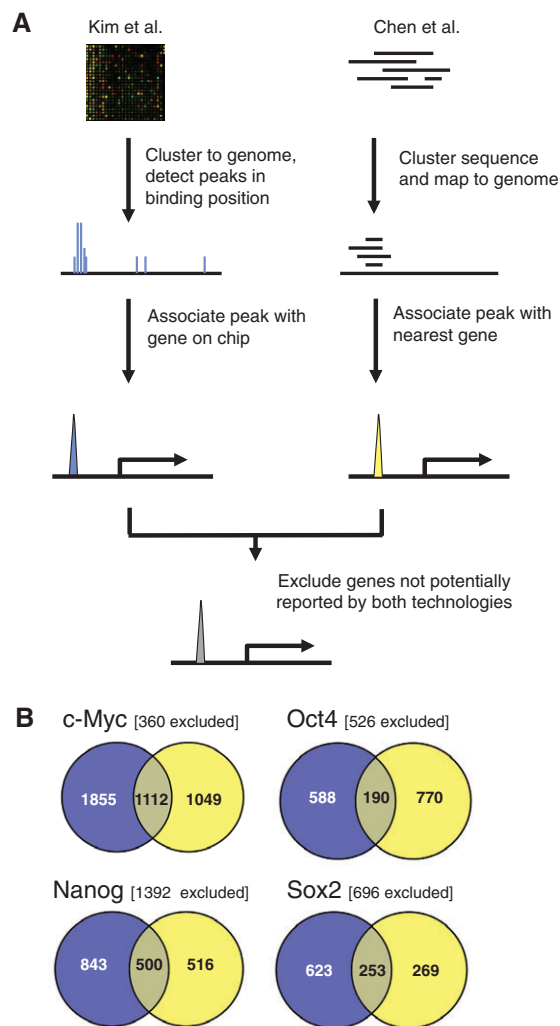 A
Kim et al.
Chen et al.
Cluster to genome,
detect peaks in
binding position
Cluster sequence
and map to genome
Associate peak with
gene on chip
Associate peak with
nearest gene
Exclude genes not potentially
reported by both technologies
B
c-Myc [360 excluded]
1855 1112 1049
Oct4 [526 excluded]
588 190 770
Nanog [1392 excluded]
843 500 516
Sox2 [696 excluded]
623 253 269